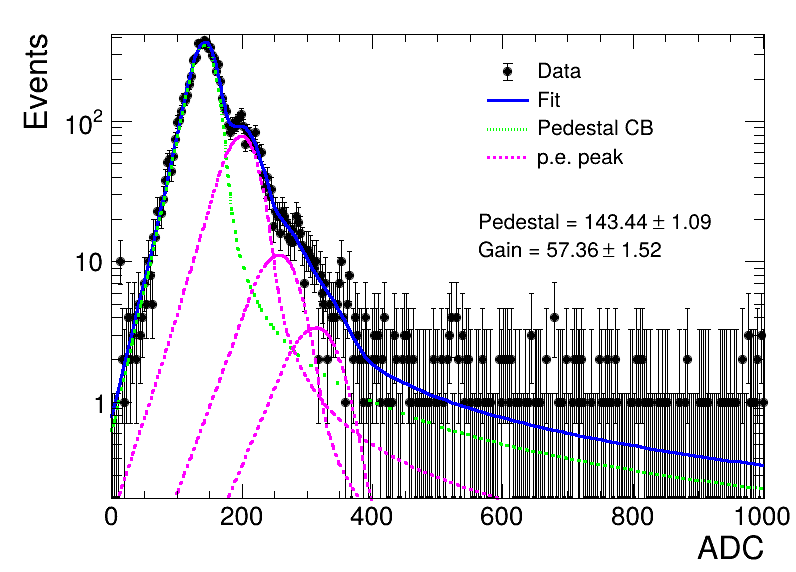 Events
10²
10
1
Data
Fit
Pedestal CB
p.e. peak
Pedestal = 143.44 ± 1.09
Gain = 57.36 ± 1.52
0 200 400 600 800 1000
ADC